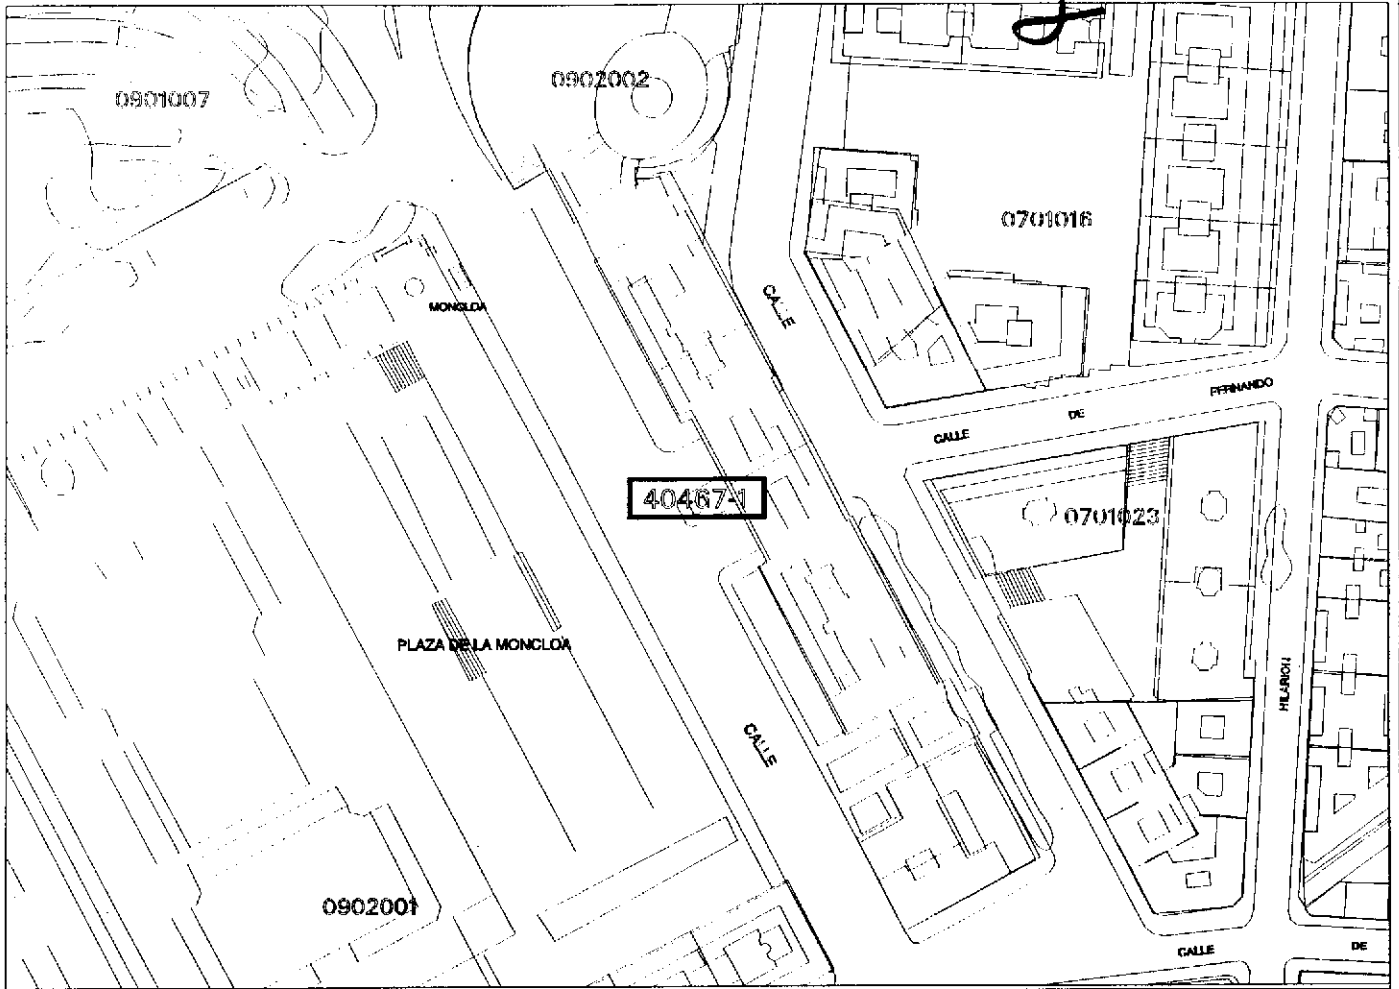 0902002
0901007
0701016
CALLE
MONCLOA
FERNANDO
DE
CALLE
40467-1
0701023
PLAZA DE LA MONCLOA
HILARION
CALLE
0902001
CALLE
DE